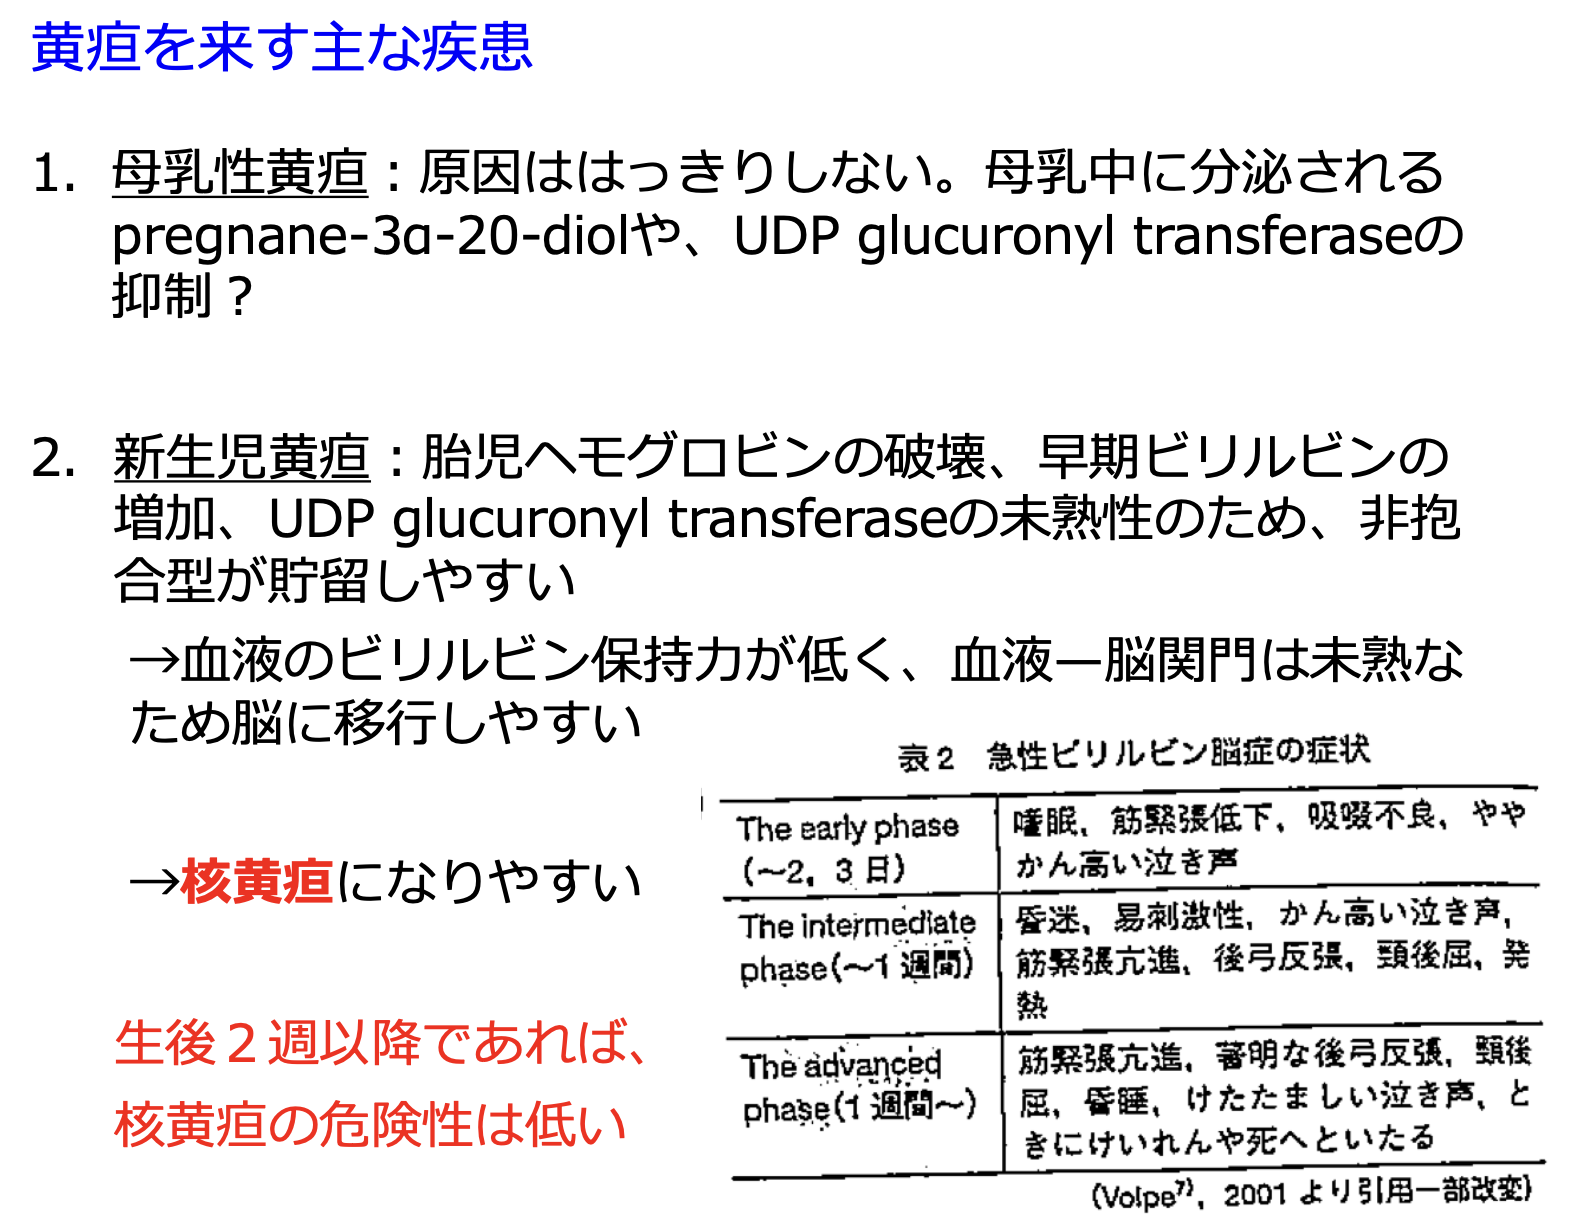 黄疸を来す主な疾患
1. 母乳性黄疸：原因ははっきりしない。母乳中に分泌される
pregnane-3α-20-diolや、UDP glucuronyl transferaseの
抑制？
2. 新生児黄疸：胎児ヘモグロビンの破壊、早期ビリルビンの
増加、UDP glucuronyl transferaseの未熟性のため、非抱
合型が貯留しやすい
→血液のビリルビン保持力が低く、血液―脳関門は未熟な
ため脳に移行しやすい
→核黄疸になりやすい
生後２週以降であれば、
核黄疸の危険性は低い
表2 急性ビリルビン脳症の症状
The early phase
(〜2，3日)
嗜眠，筋緊張低下，吸啜不良，やや
かん高い泣き声
The intermediate
phase(〜1週間)
昏迷，易刺激性，かん高い泣き声，
筋緊張亢進，後弓反張，頸後屈，発
熱
The advanced
phase(1週間〜)
筋緊張亢進，著明な後弓反張，頸後
屈，昏睡，けたたましい泣き声，と
きにけいれんや死へといたる
(Volpe⁷⁾，2001より引用一部改変)